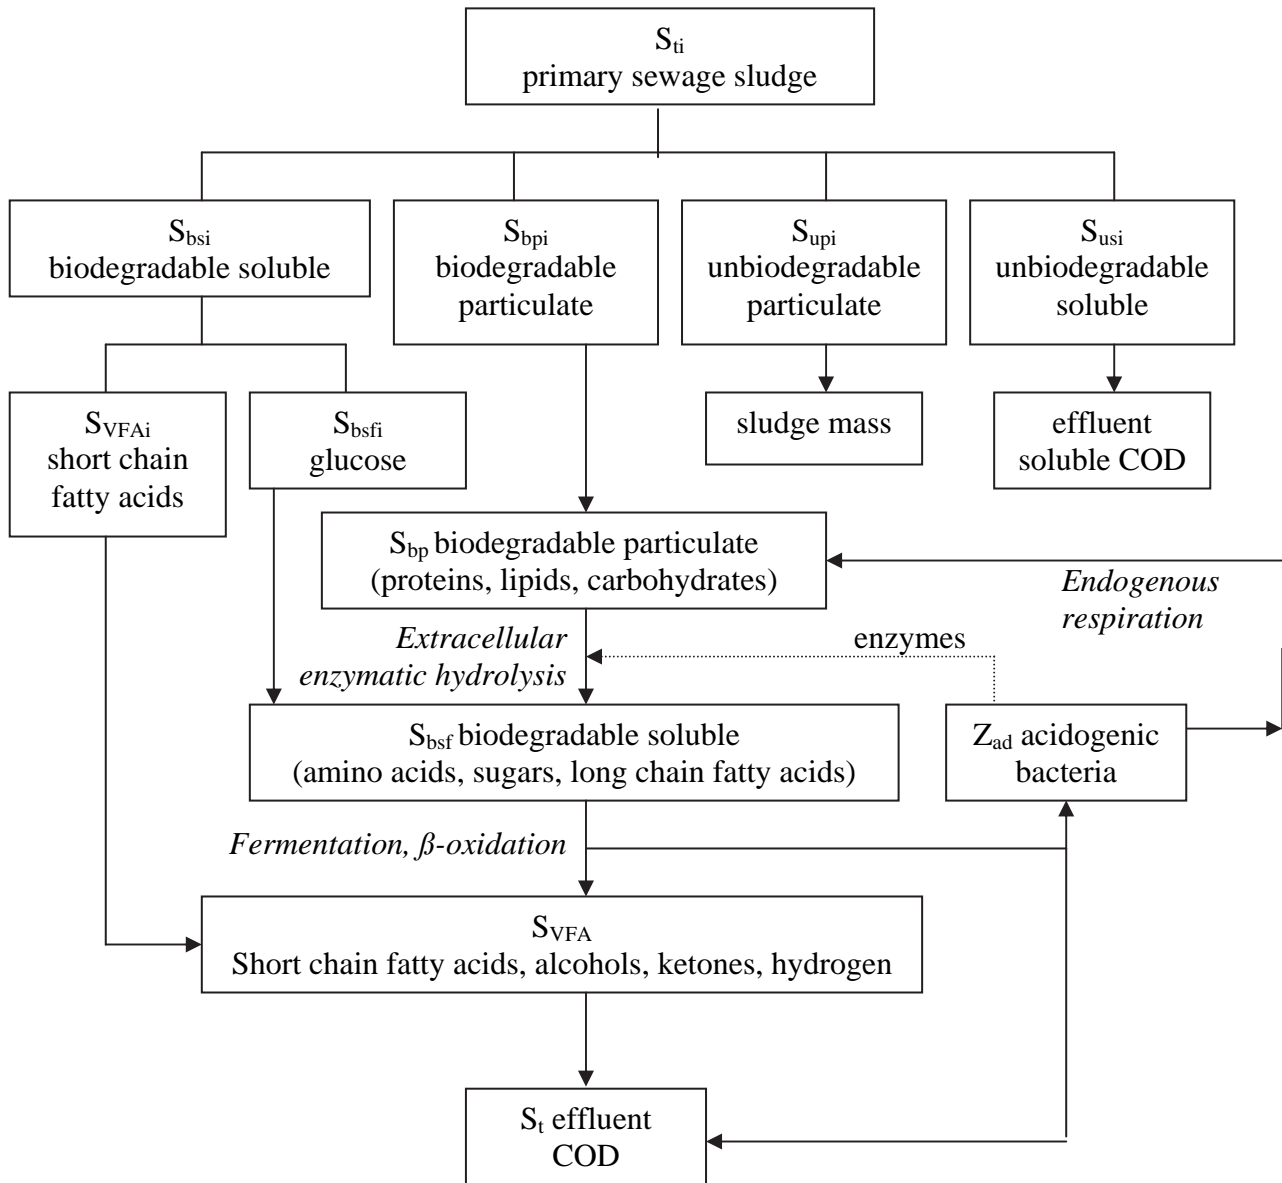 S_ti
primary sewage sludge
S_bsi
biodegradable soluble
S_bpi
biodegradable
particulate
S_upi
unbiodegradable
particulate
S_usi
unbiodegradable
soluble
S_VFAi
short chain
fatty acids
S_bsfi
glucose
sludge mass
effluent
soluble COD
S_bp biodegradable particulate
(proteins, lipids, carbohydrates)
Endogenous
respiration
Extracellular
enzymatic hydrolysis
enzymes
S_bsf biodegradable soluble
(amino acids, sugars, long chain fatty acids)
Z_ad acidogenic
bacteria
Fermentation, ß-oxidation
S_VFA
Short chain fatty acids, alcohols, ketones, hydrogen
S_t effluent
COD